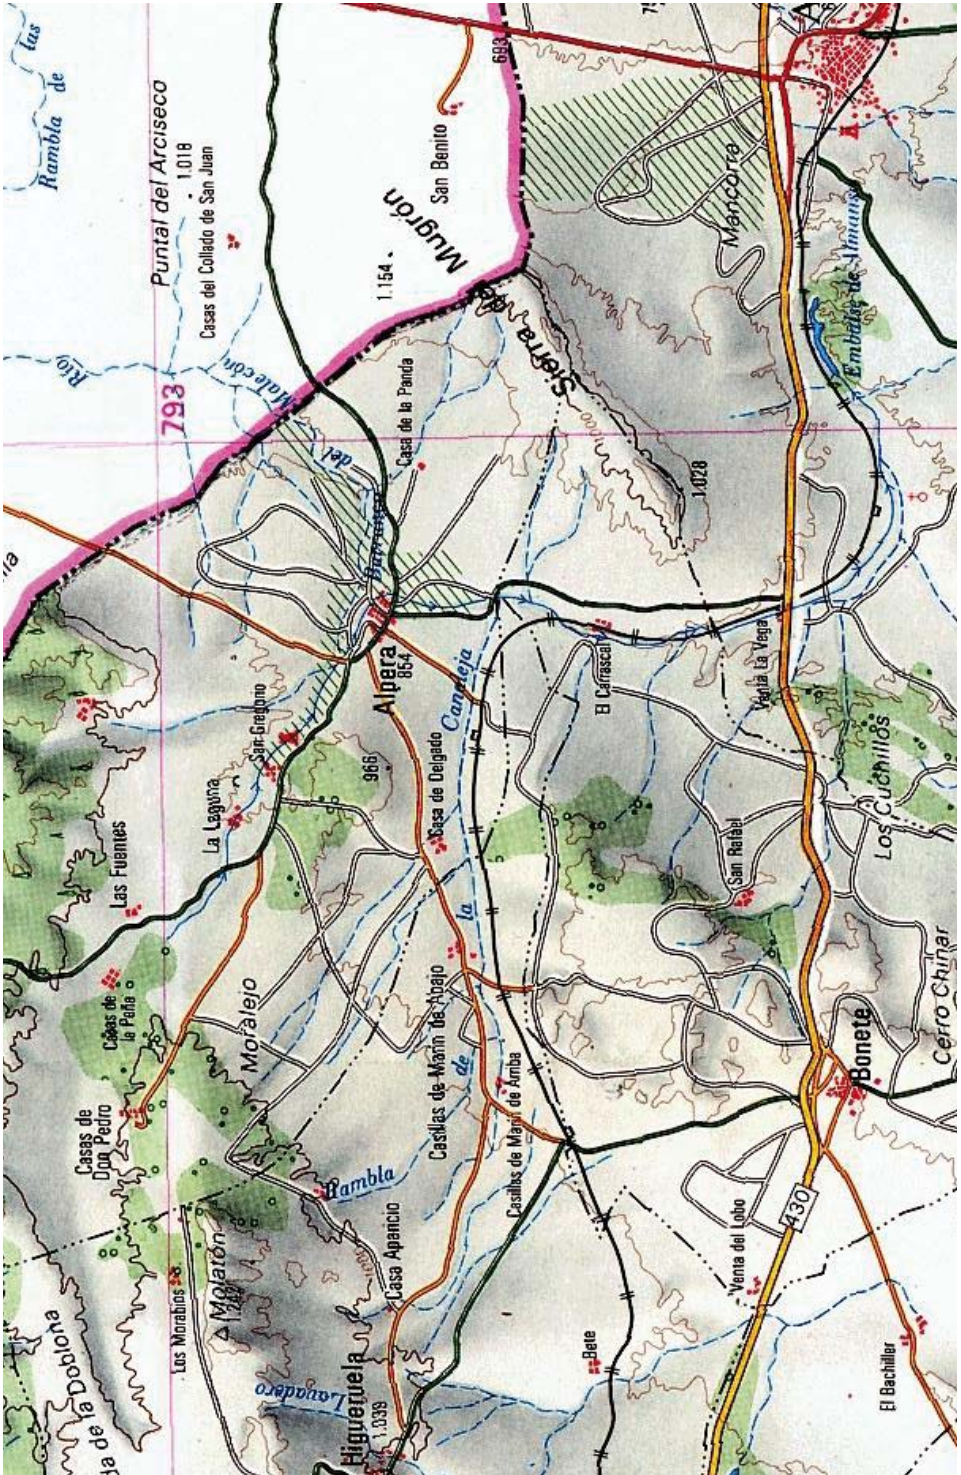 las
Rambla de
Puntal del Arciseco
1.018
Casas del Collado de San Juan
693
San Benito
Sierra del Mugrón
1.154
Mancorra
Embalse de Almansa
Río
793
Barranco del Malecón
Casa de la Panda
1.028
Alpera
854
Cañaleja
El Carrascal
Venta La Vega
San Gregorio
La Laguna
966
Casa de Delgado
Las Fuentes
San Rafael
Los Cuchillos
Casas de
la Peña
Moralejo
Casillas de Marín de Abajo
Rambla de la
Casas de
Don Pedro
Casillas de Marín de Arriba
Bonete
Cerro Chinar
Casa Aparicio
430
Venta del Lobo
Los Morabios
Molatón
Bete
El Bachiller
Lavadero
Higueruela
1.039
da de la Doblona